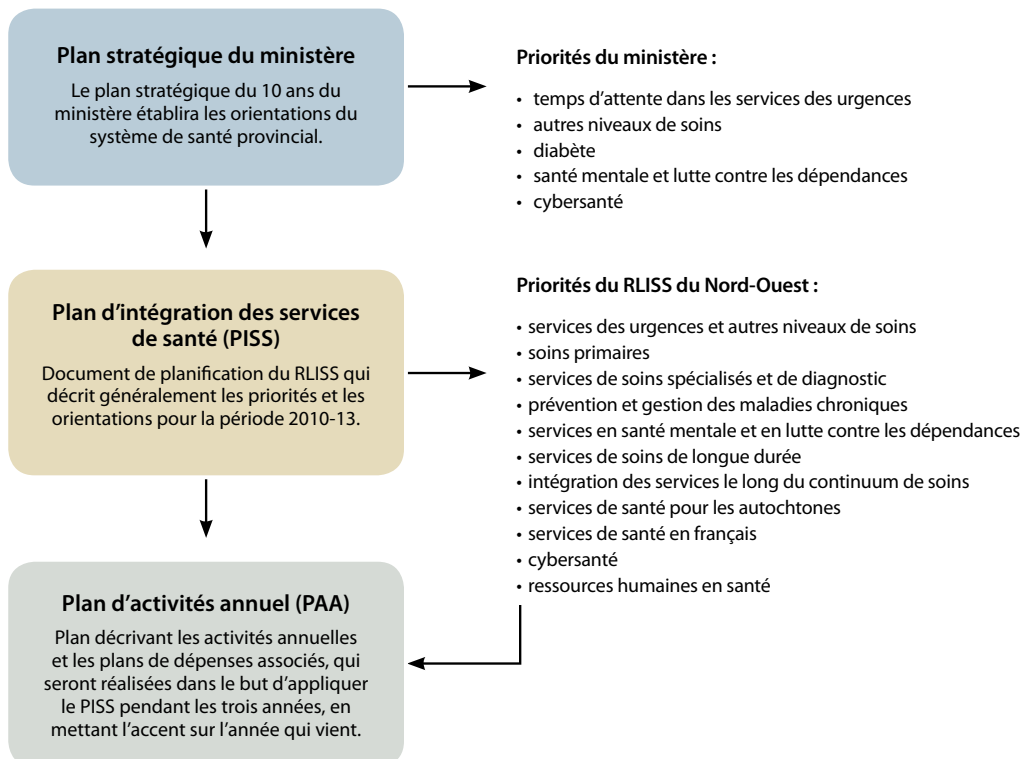 Plan stratégique du ministère
Le plan stratégique du 10 ans du
ministère établira les orientations du
système de santé provincial.
Priorités du ministère :
• temps d'attente dans les services des urgences
• autres niveaux de soins
• diabète
• santé mentale et lutte contre les dépendances
• cybersanté
Plan d'intégration des services
de santé (PISS)
Document de planification du RLISS qui
décrit généralement les priorités et les
orientations pour la période 2010-13.
Priorités du RLISS du Nord-Ouest :
• services des urgences et autres niveaux de soins
• soins primaires
• services de soins spécialisés et de diagnostic
• prévention et gestion des maladies chroniques
• services en santé mentale et en lutte contre les dépendances
• services de soins de longue durée
• intégration des services le long du continuum de soins
• services de santé pour les autochtones
• services de santé en français
• cybersanté
• ressources humaines en santé
Plan d'activités annuel (PAA)
Plan décrivant les activités annuelles
et les plans de dépenses associés, qui
seront réalisées dans le but d'appliquer
le PISS pendant les trois années, en
mettant l'accent sur l'année qui vient.